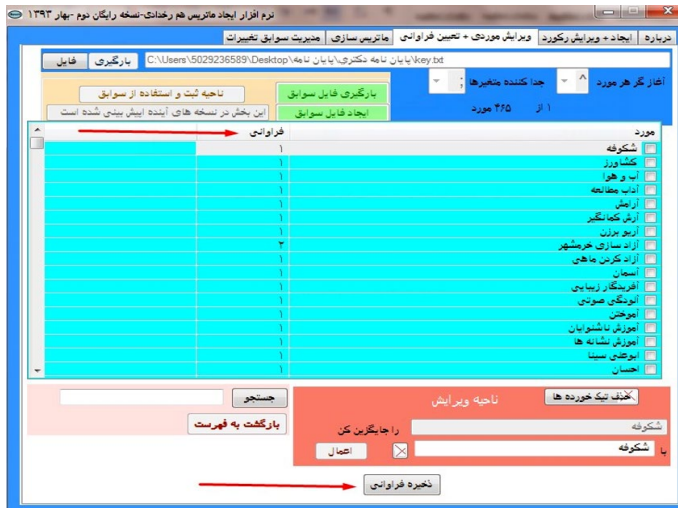 نرم افزار ایجاد ماتریس هم رخدادی-نسخه رایگان دوم -بهار ۱۳۹۳
درباره ایجاد + ویرایش رکورد ویرایش موردی + تعیین فراوانی ماتریس سازی مدیریت سوابق تغییرات
فایل بارگیری C:\Users\5029236589\Desktop\پایان نامه\پایان نامه دکتری\key.txt
آغاز گر هر مورد ^ جدا کننده متغیرها ;
۱ از ۴۶۵ مورد
بارگیری فایل سوابق ناحیه ثبت و استفاده از سوابق
ایجاد فایل سوابق این بخش در نسخه های آینده اپیش بینی شده است
مورد فراوانی
شکوفه ۱
کشاورز ۱
آب و هوا ۱
آداب مطالعه ۱
آرامش ۱
آرش کمانگیر ۱
آریو برزن ۱
آزاد سازی خرمشهر ۲
آزاد کردن ماهی ۱
آسمان ۱
آفریدگار زیبایی ۱
آلودگی صوتی ۱
آموختن ۱
آموزش ناشنوایان ۱
آموزش نشانه ها ۱
ابوعلی سینا ۱
احسان ۱
حذف تیک خورده ها ناحیه ویرایش
شکوفه
را جایگزین کن
با شکوفه
اعمال
جستجو
بازگشت به فهرست
ذخیره فراوانی